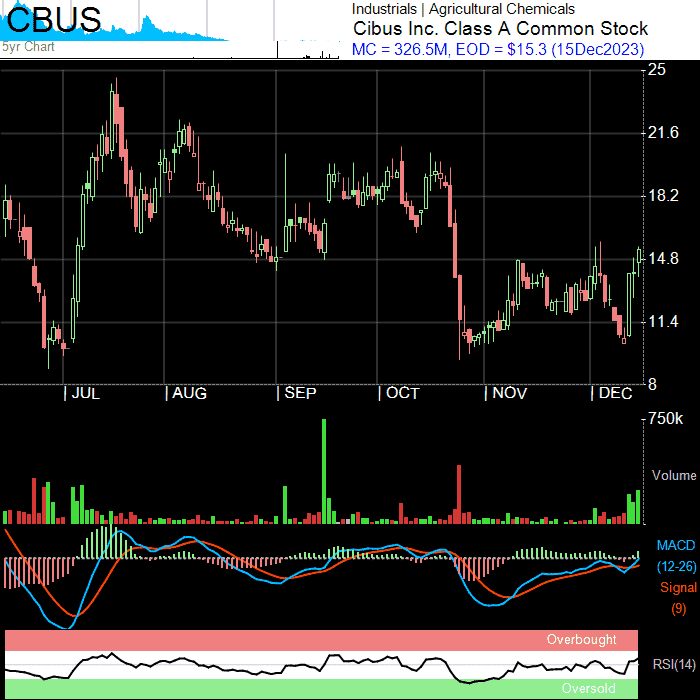 CBUS
5yr Chart
Industrials | Agricultural Chemicals
Cibus Inc. Class A Common Stock
MC = 326.5M, EOD = $15.3 (15Dec2023)
25
21.6
18.2
14.8
11.4
8
JUL AUG SEP OCT NOV DEC
750k
Volume
MACD
(12-26)
Signal
(9)
Overbought
RSI(14)
Oversold